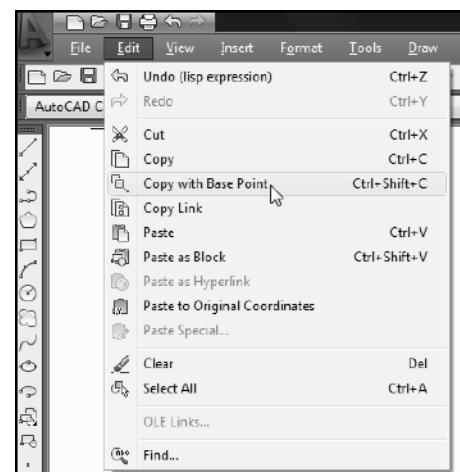 File Edit View Insert Format Tools Draw
AutoCAD C
Undo (lisp expression) Ctrl+Z
Redo Ctrl+Y
Cut Ctrl+X
Copy Ctrl+C
Copy with Base Point Ctrl+Shift+C
Copy Link
Paste Ctrl+V
Paste as Block Ctrl+Shift+V
Paste as Hyperlink
Paste to Original Coordinates
Paste Special...
Clear Del
Select All Ctrl+A
OLE Links...
Find...